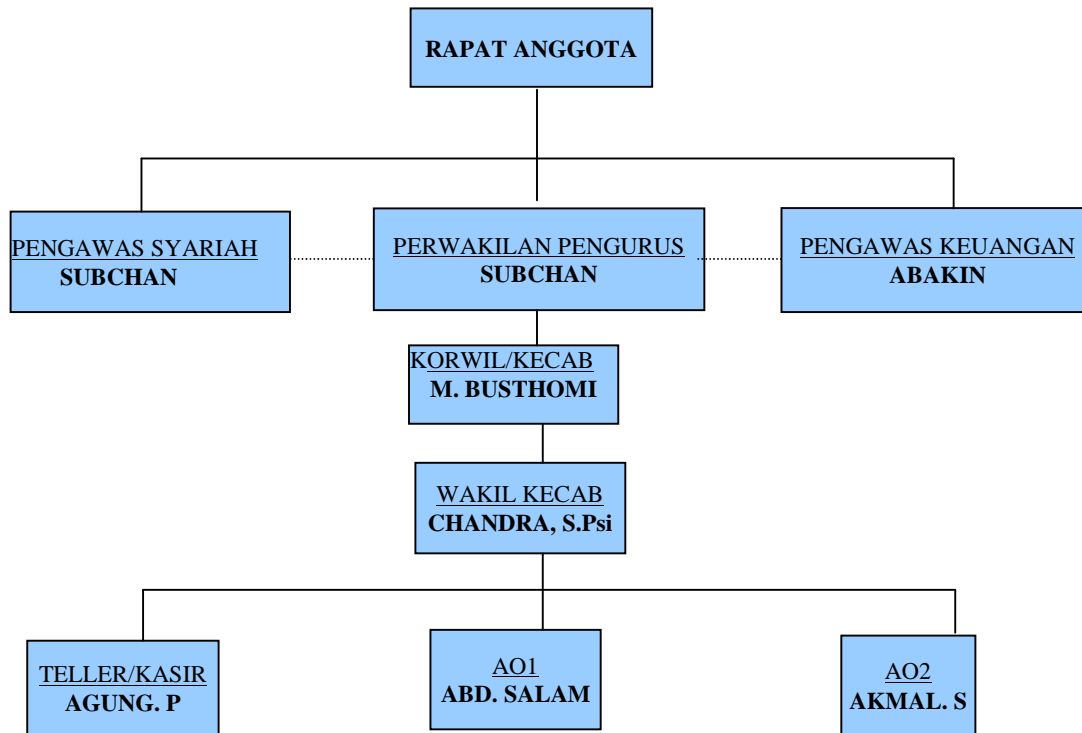 RAPAT ANGGOTA
PENGAWAS SYARIAH
SUBCHAN
PERWAKILAN PENGURUS
SUBCHAN
PENGAWAS KEUANGAN
ABAKIN
KORWIL/KECAB
M. BUSTHOMI
WAKIL KECAB
CHANDRA, S.Psi
TELLER/KASIR
AGUNG. P
AO1
ABD. SALAM
AO2
AKMAL. S